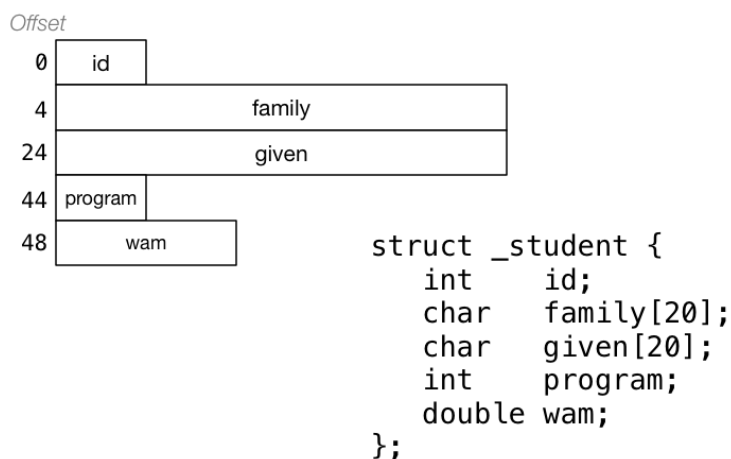 Offset
0 id
4 family
24 given
44 program
48 wam
struct _student {
int id;
char family[20];
char given[20];
int program;
double wam;
};